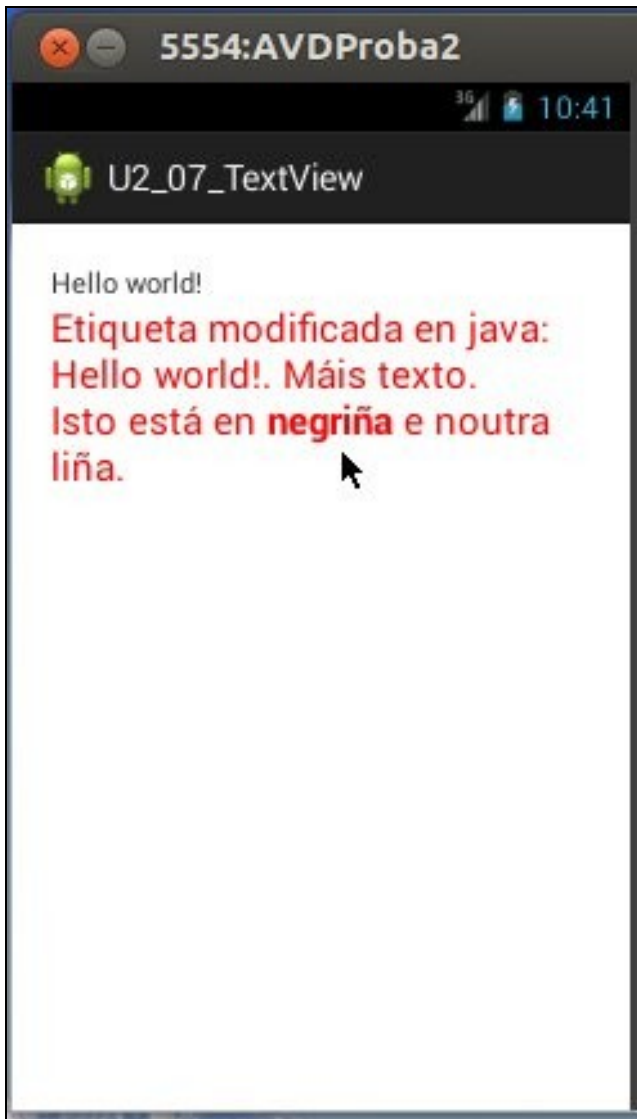 5554:AVDProba2
3G 10:41
U2_07_TextView
Hello world!
Etiqueta modificada en java:
Hello world!. Máis texto.
Isto está en negriña e noutra
liña.